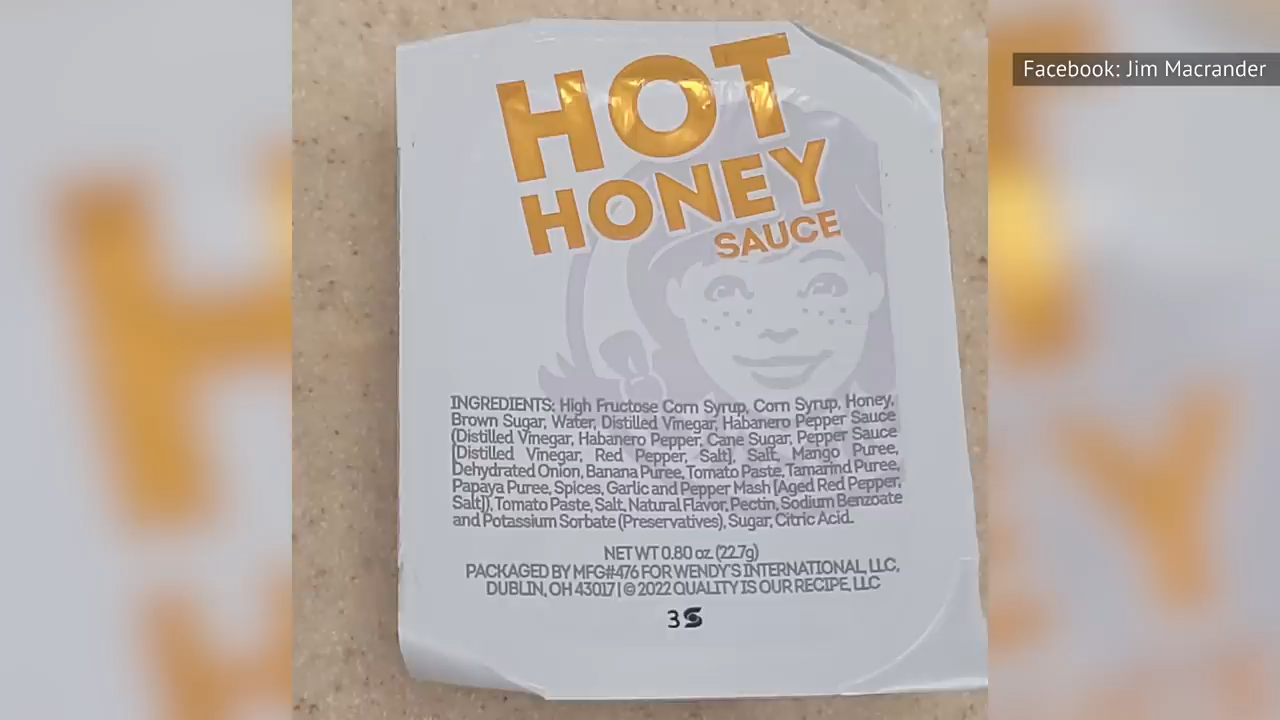 Facebook: Jim Macrander
HOT
HONEY
SAUCE
INGREDIENTS: High Fructose Corn Syrup, Corn Syrup, Honey,
Brown Sugar, Water, Distilled Vinegar, Habanero Pepper Sauce
(Distilled Vinegar, Habanero Pepper, Cane Sugar, Pepper Sauce
[Distilled Vinegar, Red Pepper, Salt], Salt, Mango Puree,
Dehydrated Onion, Banana Puree, Tomato Paste, Tamarind Puree,
Papaya Puree, Spices, Garlic and Pepper Mash [Aged Red Pepper,
Salt]), Tomato Paste, Salt, Natural Flavor, Pectin, Sodium Benzoate
and Potassium Sorbate (Preservatives), Sugar, Citric Acid.
NET WT 0.80 oz. (22.7g)
PACKAGED BY MFG#476 FOR WENDY'S INTERNATIONAL, LLC,
DUBLIN, OH 43017 | © 2022 QUALITY IS OUR RECIPE, LLC
3S